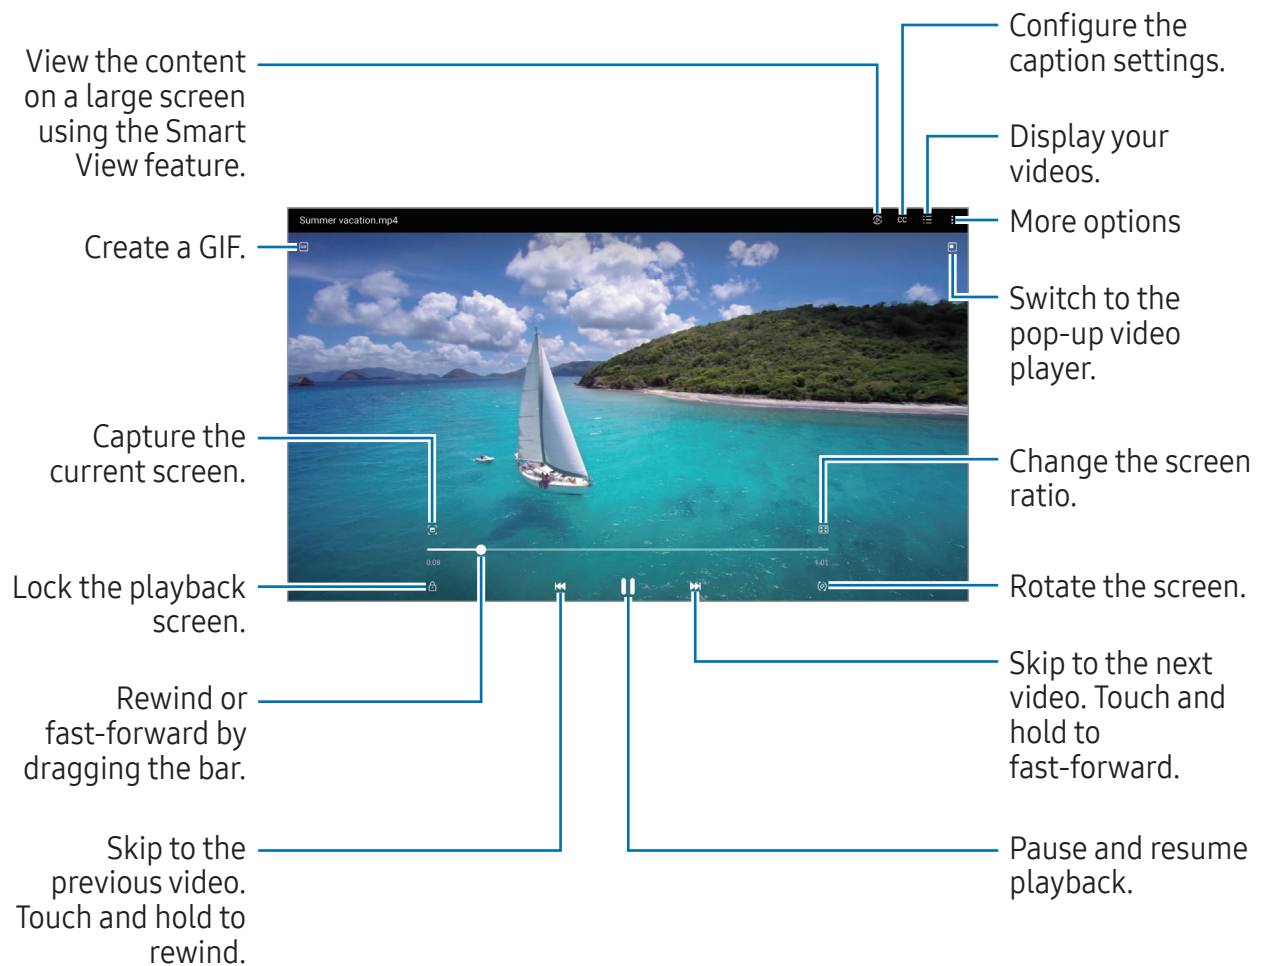 View the content
on a large screen
using the Smart
View feature.
Configure the
caption settings.
Display your
videos.
More options
Summer vacation.mp4
CC
Create a GIF.
GIF
Switch to the
pop-up video
player.
Capture the
current screen.
Change the screen
ratio.
0:09
1:01
Lock the playback
screen.
Rotate the screen.
Rewind or
fast-forward by
dragging the bar.
Skip to the next
video. Touch and
hold to
fast-forward.
Skip to the
previous video.
Touch and hold to
rewind.
Pause and resume
playback.